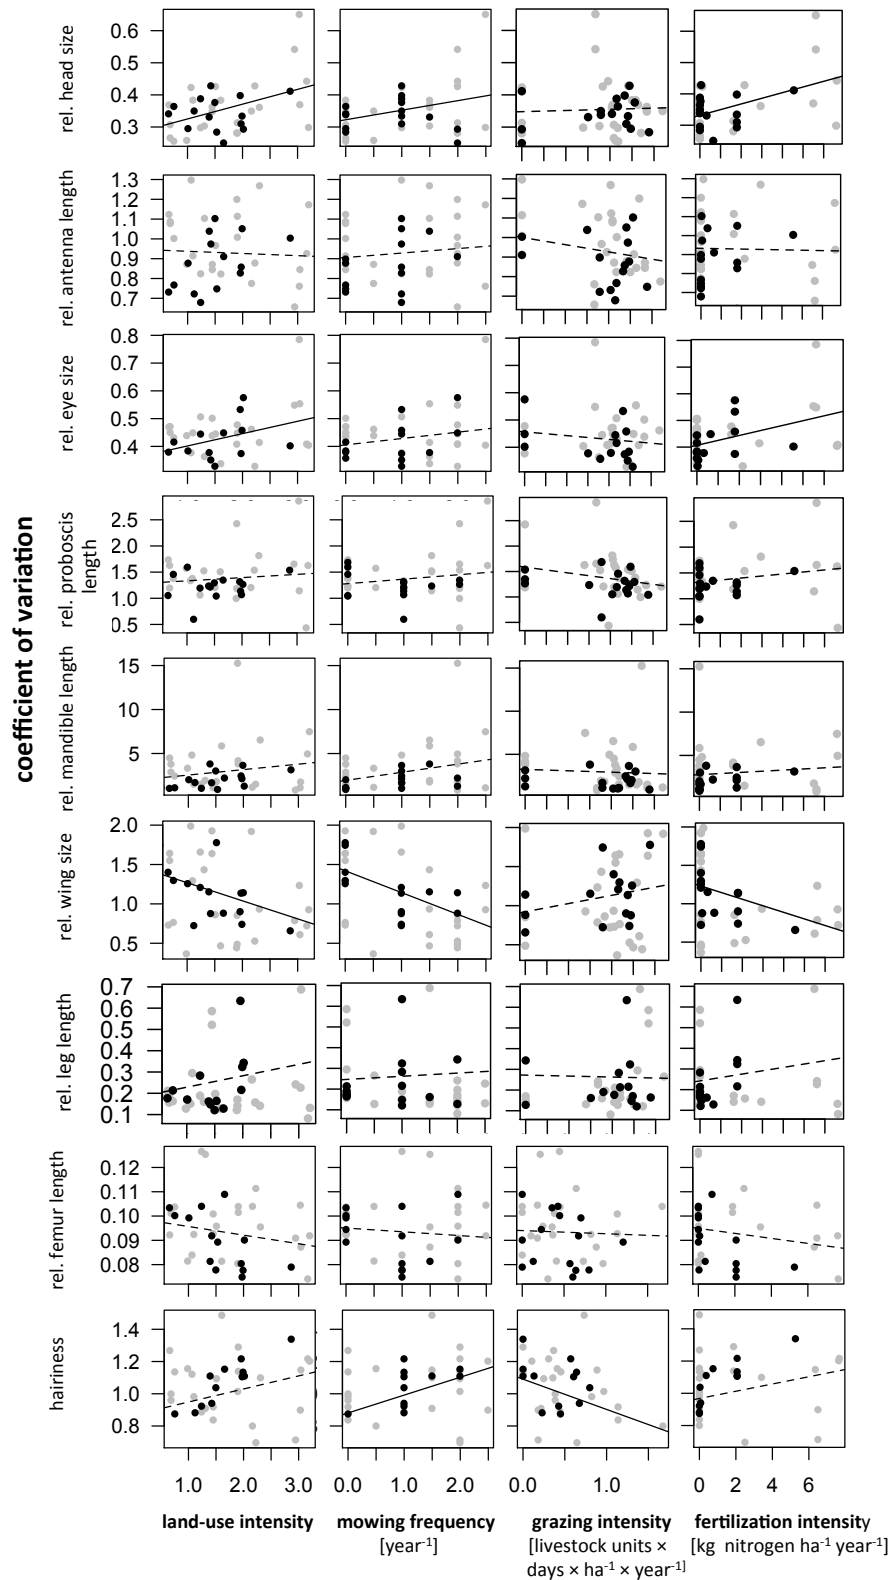 coefficient of variation
rel. head size
0.6
0.5
0.4
0.3
rel. antenna length
1.3
1.2
1.1
1.0
0.9
0.8
0.7
rel. eye size
0.8
0.7
0.6
0.5
0.4
rel. proboscis
length
2.5
2.0
1.5
1.0
0.5
rel. mandible length
15
10
5
rel. wing size
2.0
1.5
1.0
0.5
rel. leg length
0.7
0.6
0.5
0.4
0.3
0.2
0.1
rel. femur length
0.12
0.11
0.10
0.09
0.08
hairiness
1.4
1.2
1.0
0.8
1.0 2.0 3.0 0.0 1.0 2.0 0.0 1.0 0 2 4 6
land-use intensity
mowing frequency
[year⁻¹]
grazing intensity
[livestock units ×
days × ha⁻¹ × year⁻¹]
fertilization intensity
[kg nitrogen ha⁻¹ year⁻¹]